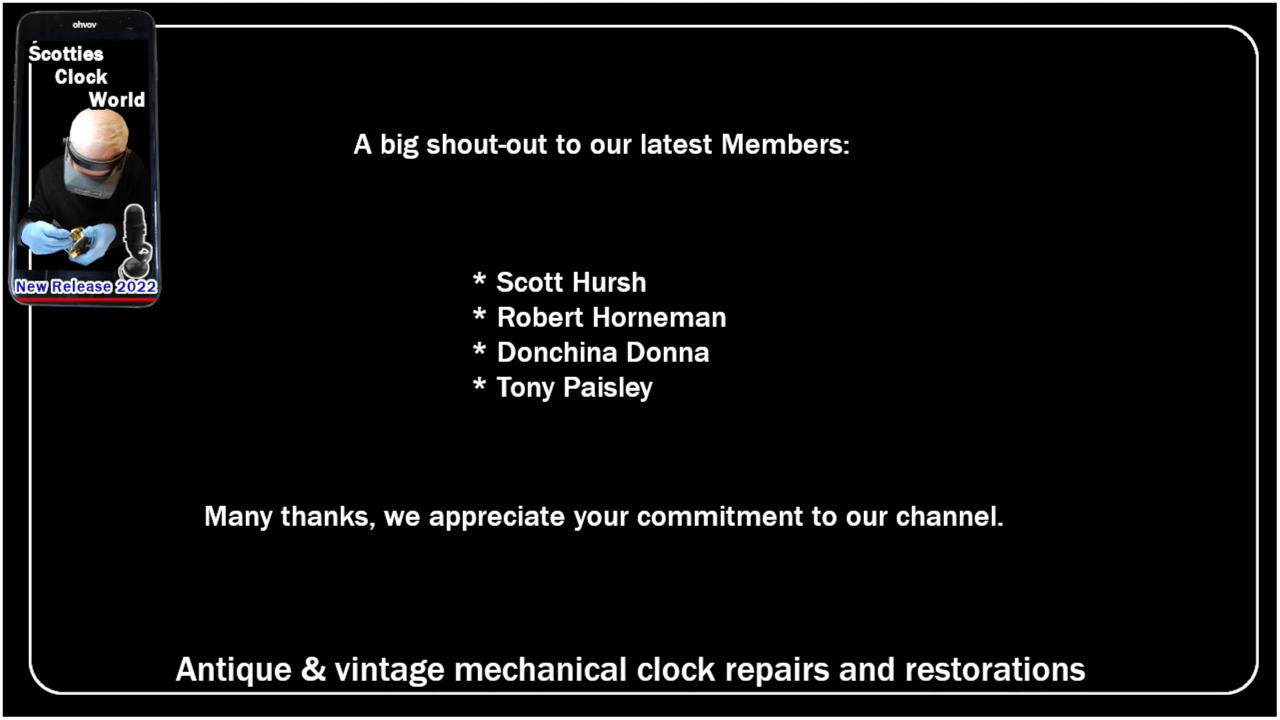 ohvov
Scotties
Clock
World
New Release 2022
A big shout-out to our latest Members:
* Scott Hursh
* Robert Horneman
* Donchina Donna
* Tony Paisley
Many thanks, we appreciate your commitment to our channel.
Antique & vintage mechanical clock repairs and restorations